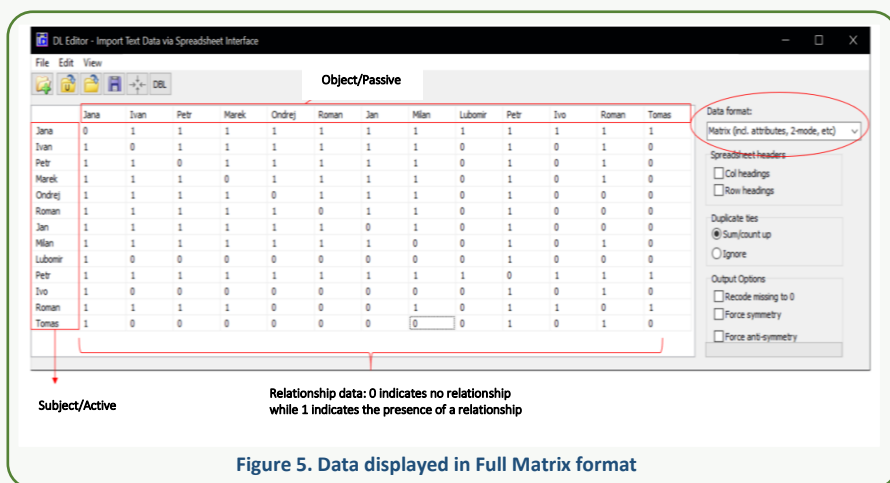 DL Editor - Import Text Data via Spreadsheet Interface
File Edit View
DBL
Object/Passive
Jana Ivan Petr Marek Ondrej Roman Jan Milan Lubomir Petr Ivo Roman Tomas
Jana 0 1 1 1 1 1 1 1 1 1 1 1 1
Ivan 1 0 1 1 1 1 1 1 0 1 0 1 0
Petr 1 1 0 1 1 1 1 1 0 1 0 1 0
Marek 1 1 1 0 1 1 1 1 0 1 0 1 0
Ondrej 1 1 1 1 0 1 1 1 0 1 0 0 0
Roman 1 1 1 1 1 0 1 1 0 1 0 0 0
Jan 1 1 1 1 1 1 0 1 0 1 0 0 0
Milan 1 1 1 1 1 1 1 0 0 1 0 1 0
Lubomir 1 0 0 0 0 0 0 0 0 1 0 0 0
Petr 1 1 1 1 1 1 1 1 1 0 1 1 1
Ivo 1 0 0 0 0 0 0 0 0 1 0 1 0
Roman 1 1 1 1 0 0 0 1 0 1 1 0 1
Tomas 1 0 0 0 0 0 0 0 0 1 0 1 0
Data format:
Matrix (incl. attributes, 2-mode, etc)
Spreadsheet headers
Col headings
Row headings
Duplicate ties
Sum/count up
Ignore
Output Options
Recode missing to 0
Force symmetry
Force anti-symmetry
Subject/Active
Relationship data: 0 indicates no relationship
while 1 indicates the presence of a relationship
Figure 5. Data displayed in Full Matrix format